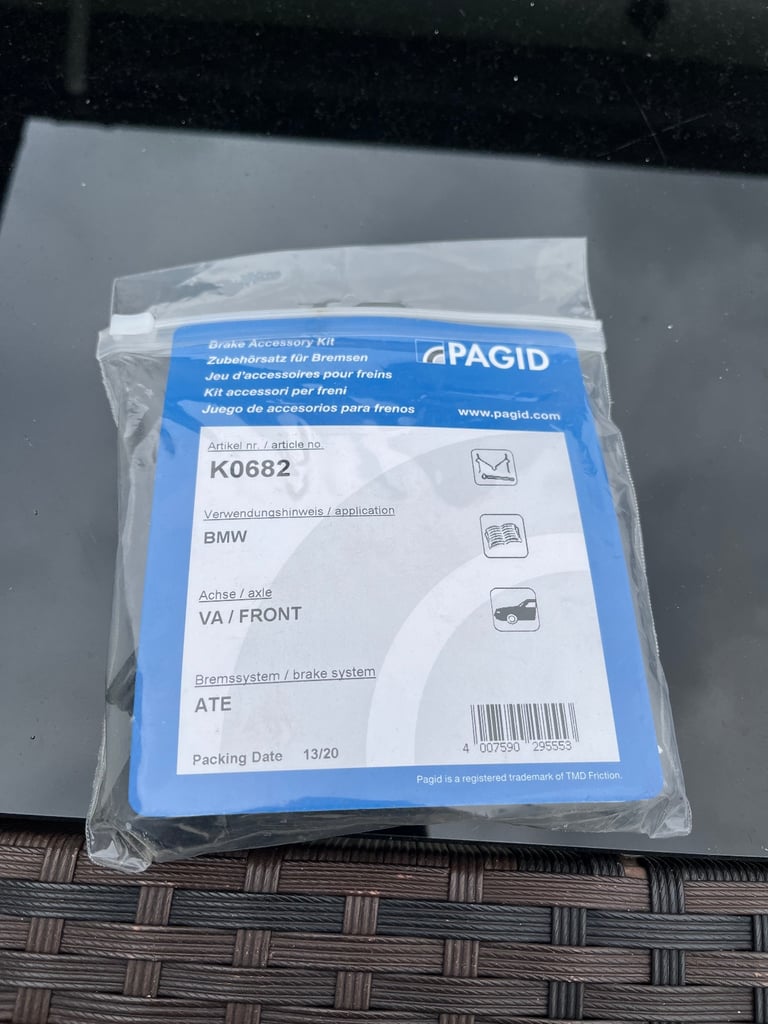 Brake Accessory Kit
Zubehörsatz für Bremsen
Jeu d'accessoires pour freins
Kit accessori per freni
Juego de accesorios para frenos
PAGID
www.pagid.com
Artikel nr. / article no.
K0682
Verwendungshinweis / application
BMW
Achse / axle
VA / FRONT
Bremssystem / brake system
ATE
Packing Date 13/20
4 007590 295553
Pagid is a registered trademark of TMD Friction.